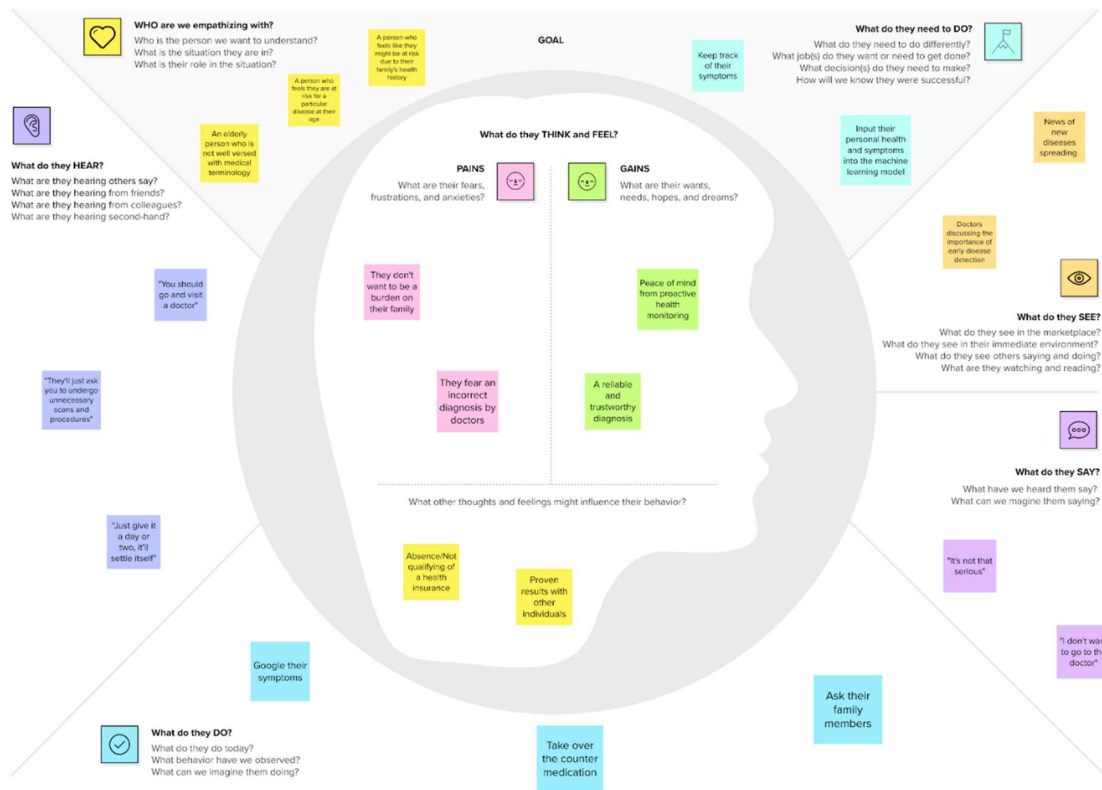 WHO are we empathizing with?
Who is the person we want to understand?
What is the situation they are in?
What is their role in the situation?
A person who
feels like they
might be at risk
due to their
family's health
history
A person who
feels they are at
risk for a
particular
disease at their
age
An elderly
person who is
not well versed
with medical
terminology
GOAL
What do they need to DO?
What do they need to do differently?
What job(s) do they want or need to get done?
What decision(s) do they need to make?
How will we know they were successful?
Keep track
of their
symptoms
Input their
personal health
and symptoms
into the machine
learning model
What do they HEAR?
What are they hearing others say?
What are they hearing from friends?
What are they hearing from colleagues?
What are they hearing second-hand?
"You should
go and visit
a doctor"
"They'll just ask
you to undergo
unnecessary
scans and
procedures"
"Just give it
a day or
two, it'll
settle itself"
What do they THINK and FEEL?
PAINS
What are their fears,
frustrations, and anxieties?
They don't
want to be a
burden on
their family
They fear an
incorrect
diagnosis by
doctors
GAINS
What are their wants,
needs, hopes, and dreams?
Peace of mind
from proactive
health
monitoring
A reliable
and
trustworthy
diagnosis
What other thoughts and feelings might influence their behavior?
Absence/Not
qualifying of
a health
insurance
Proven
results with
other
individuals
News of
new
diseases
spreading
Doctors
discussing the
importance of
early disease
detection
What do they SEE?
What do they see in the marketplace?
What do they see in their immediate environment?
What do they see others saying and doing?
What are they watching and reading?
What do they SAY?
What have we heard them say?
What can we magine them saying?
"It's not that
serious"
"I don't wan
to go to th
doctor"
What do they DO?
What do they do today?
What behavior have we observed?
What can we imagine them doing?
Google their
symptoms
Take over
the counter
medication
Ask their
family
members